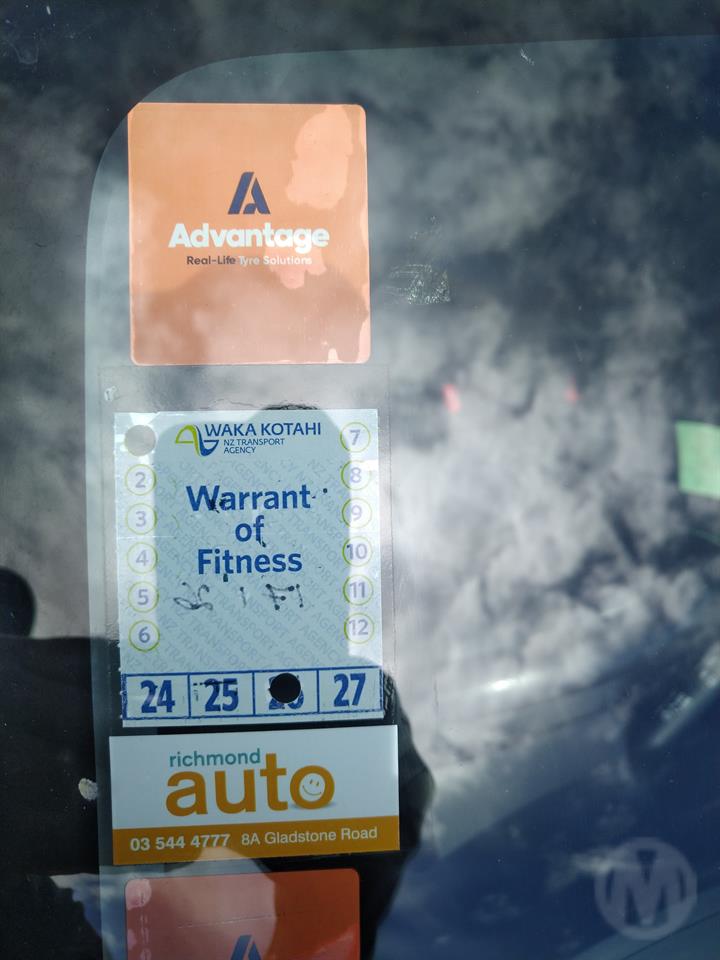 Advantage
Real-Life Tyre Solutions
WAKA KOTAHI
NZ TRANSPORT
AGENCY
7
2
8
3
9
4
10
5
11
6
12
Warrant
of
Fitness
24 25 27
richmond
auto
03 544 4777 8A Gladstone Road
M